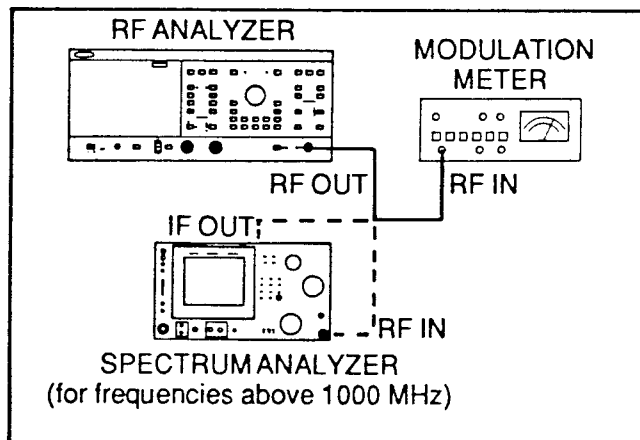 RF ANALYZER
MODULATION
METER
RF OUT
RF IN
IF OUT
RF IN
SPECTRUM ANALYZER
(for frequencies above 1000 MHz)